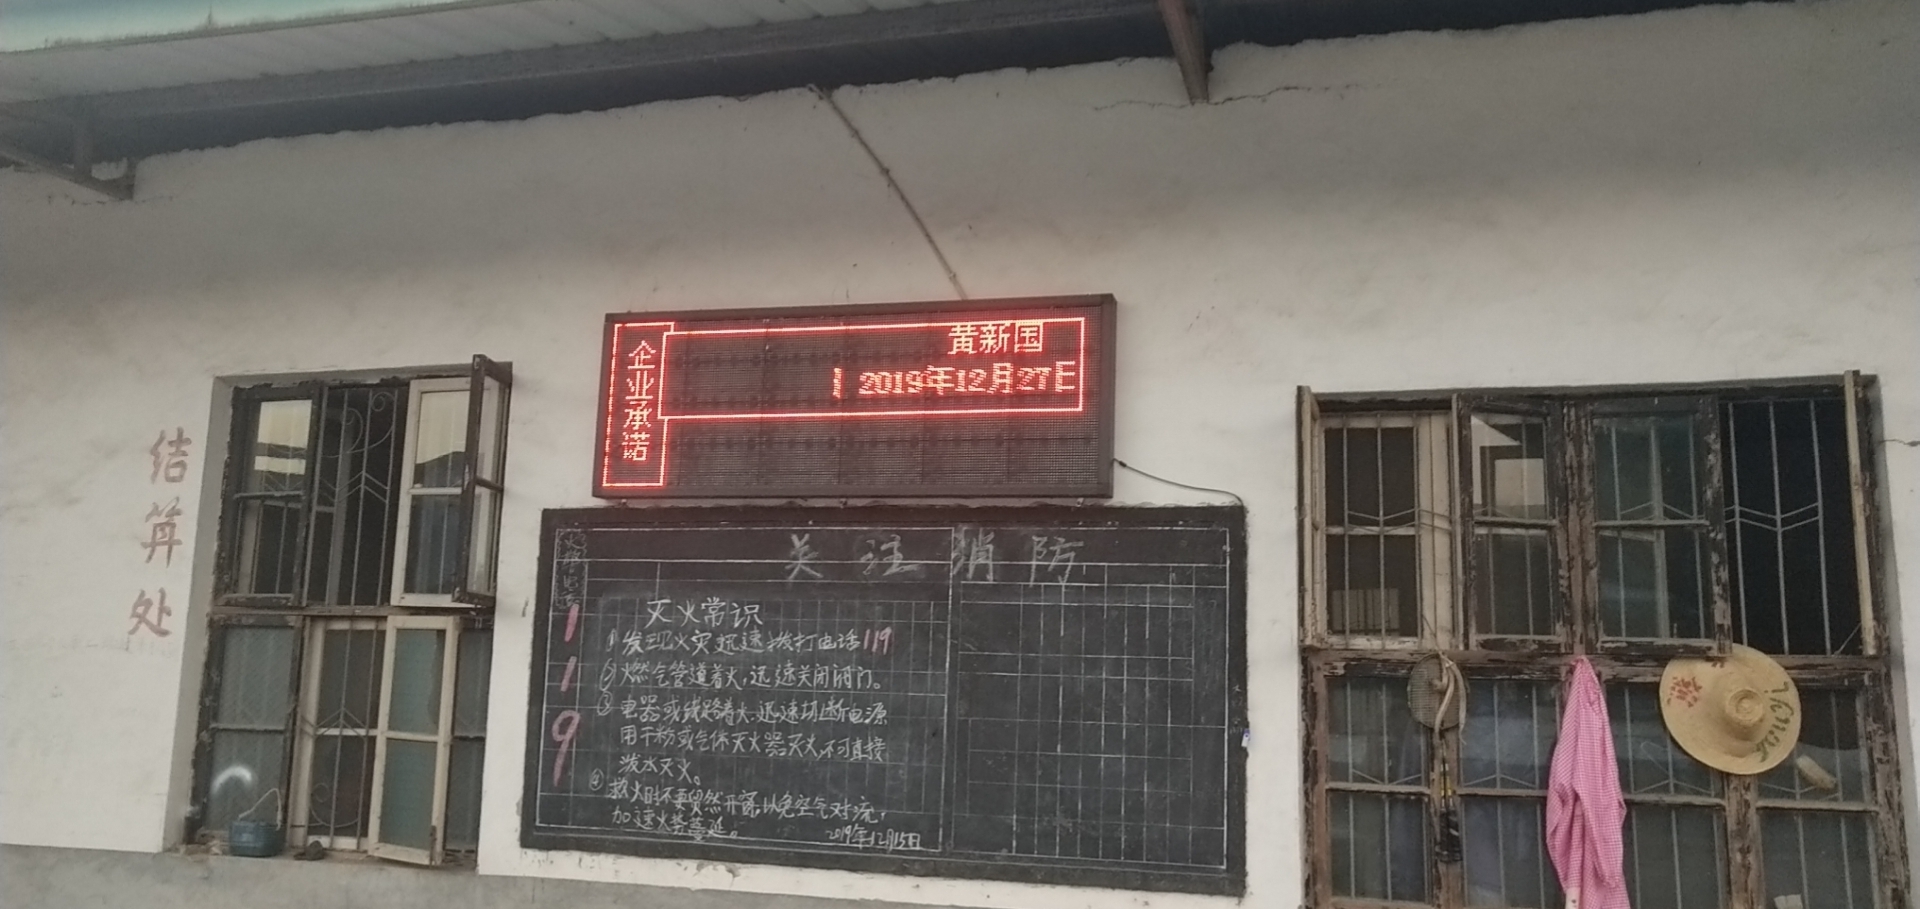 结算处
企业承诺
黄新国
2019年12月27日
关注消防
火警电话
119
灭火常识
①发现火灾迅速拨打电话119
②燃气管道着火,迅速关闭阀门。
③电器或线路着火,迅速切断电源
用干粉或气体灭火器灭火,不可直接
泼水灭火。
④救火时不要贸然开窗以免空气对流,
加速火势蔓延。
2019年12月15日